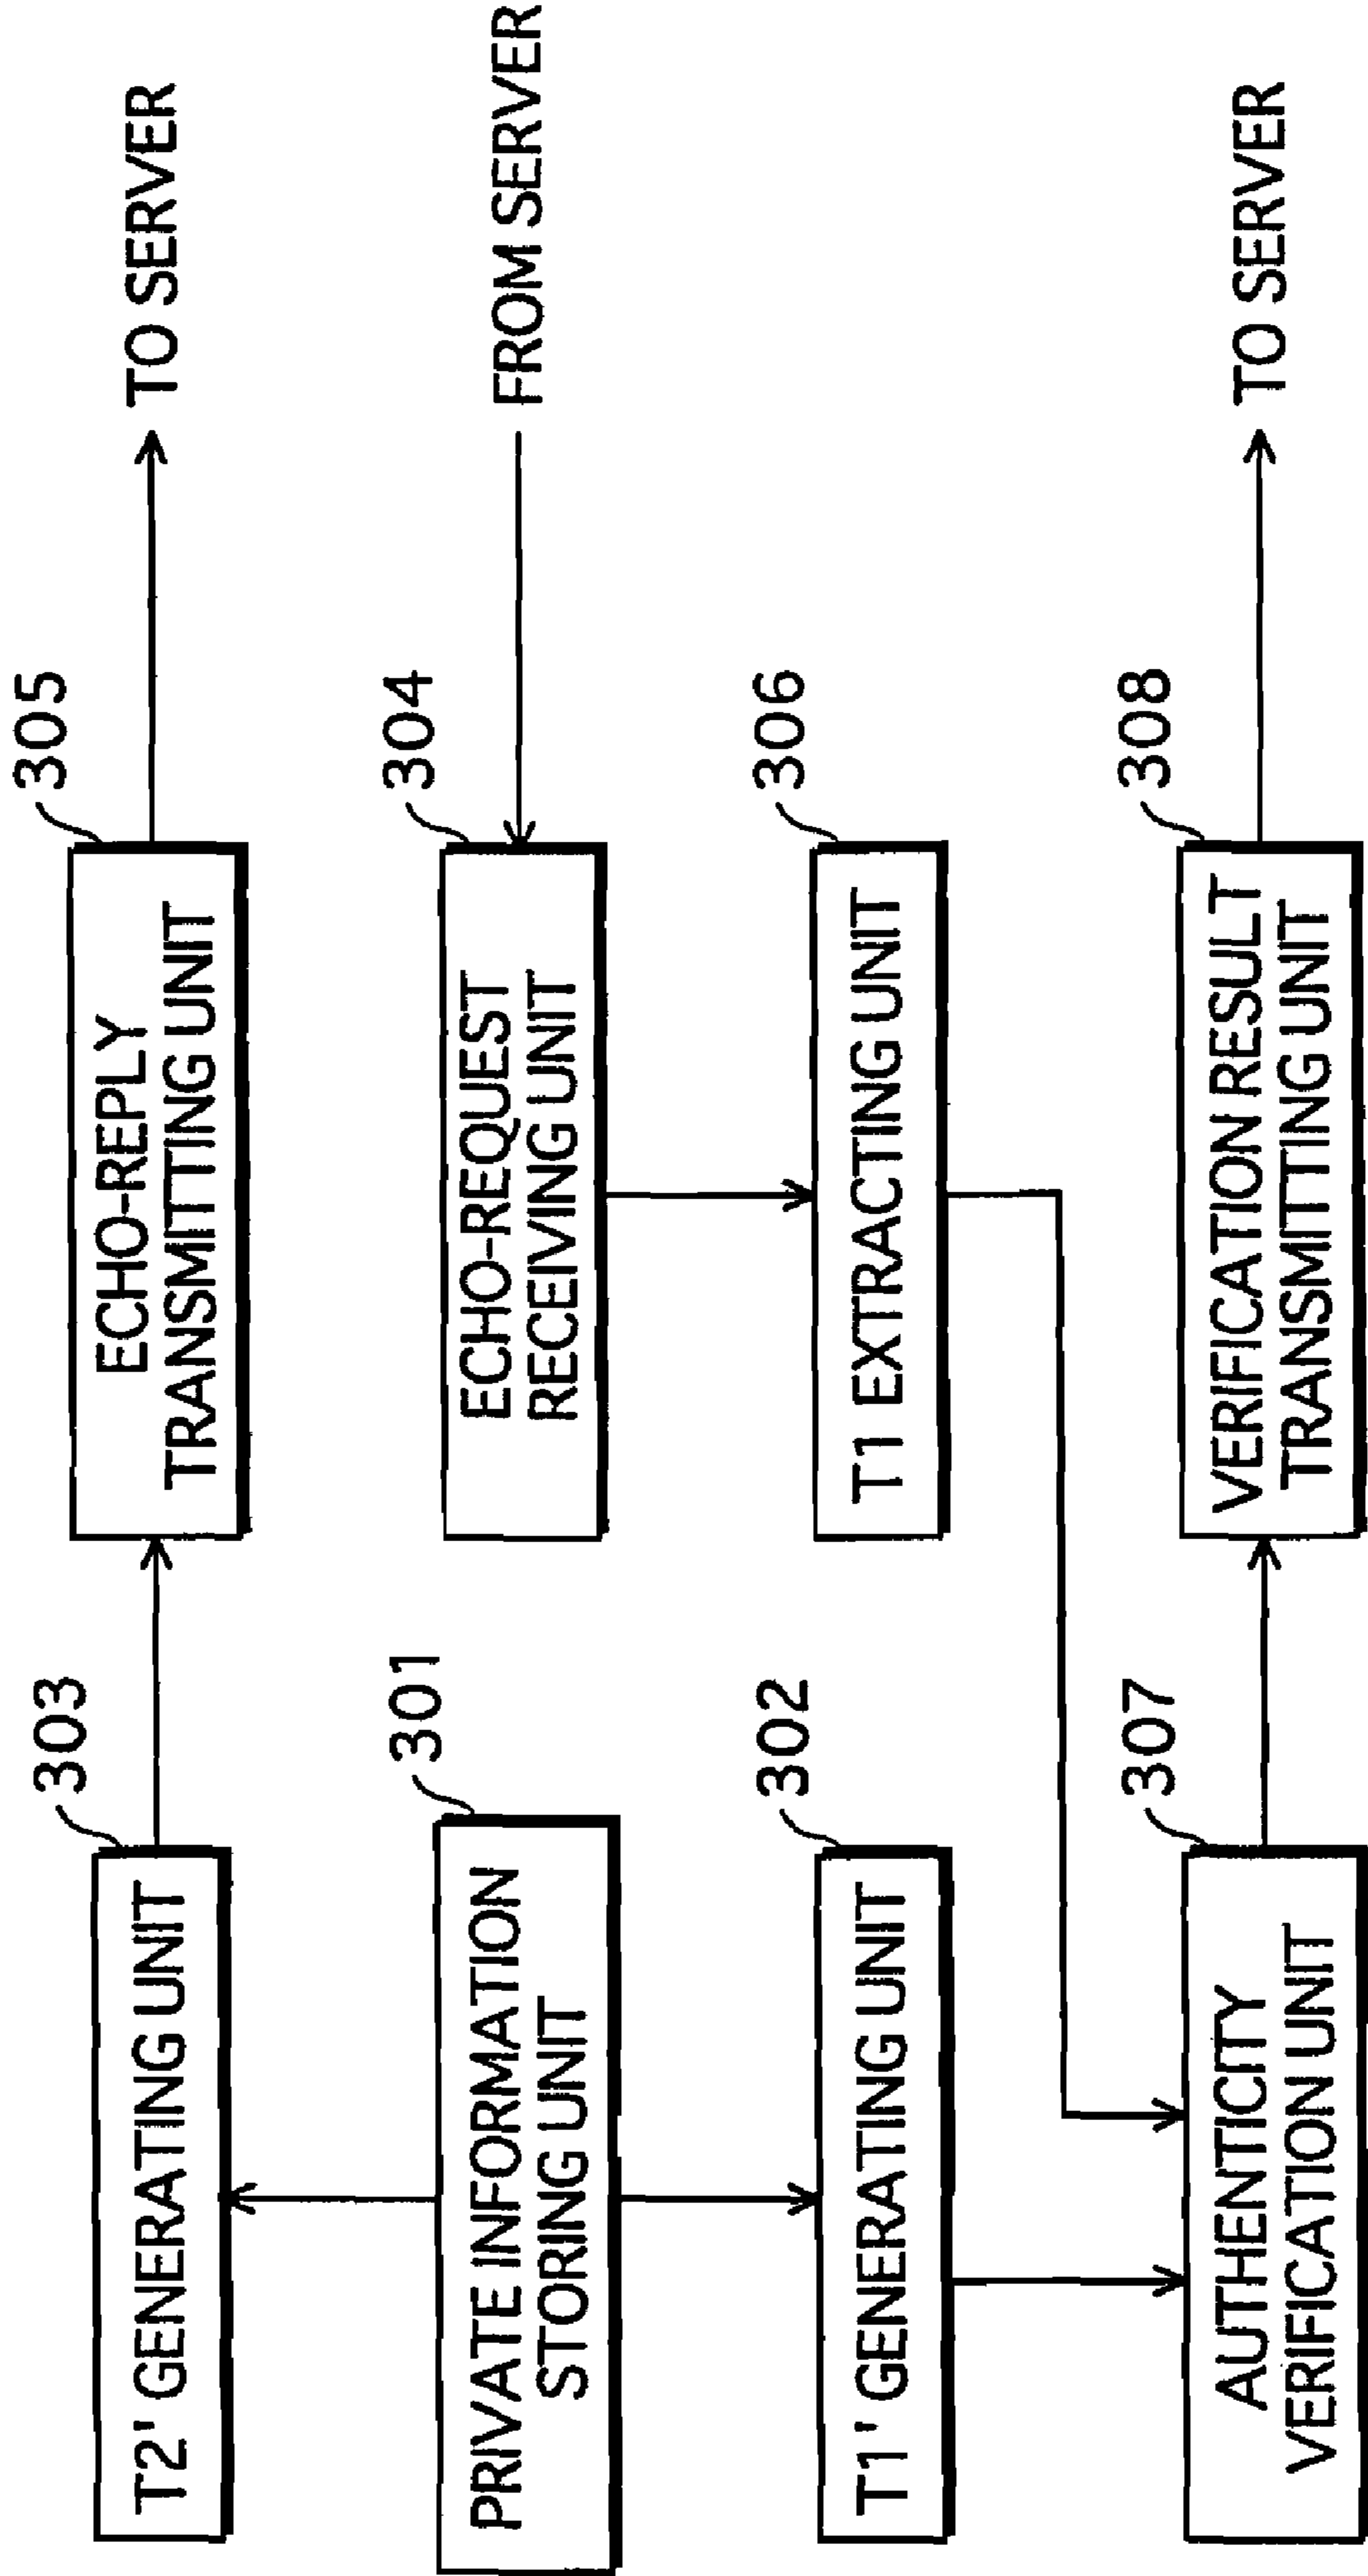 303
T2' GENERATING UNIT
305
ECHO-REPLY
TRANSMITTING UNIT
TO SERVER
301
PRIVATE INFORMATION
STORING UNIT
304
ECHO-REQUEST
RECEIVING UNIT
FROM SERVER
302
T1' GENERATING UNIT
306
T1 EXTRACTING UNIT
307
AUTHENTICITY
VERIFICATION UNIT
308
VERIFICATION RESULT
TRANSMITTING UNIT
TO SERVER